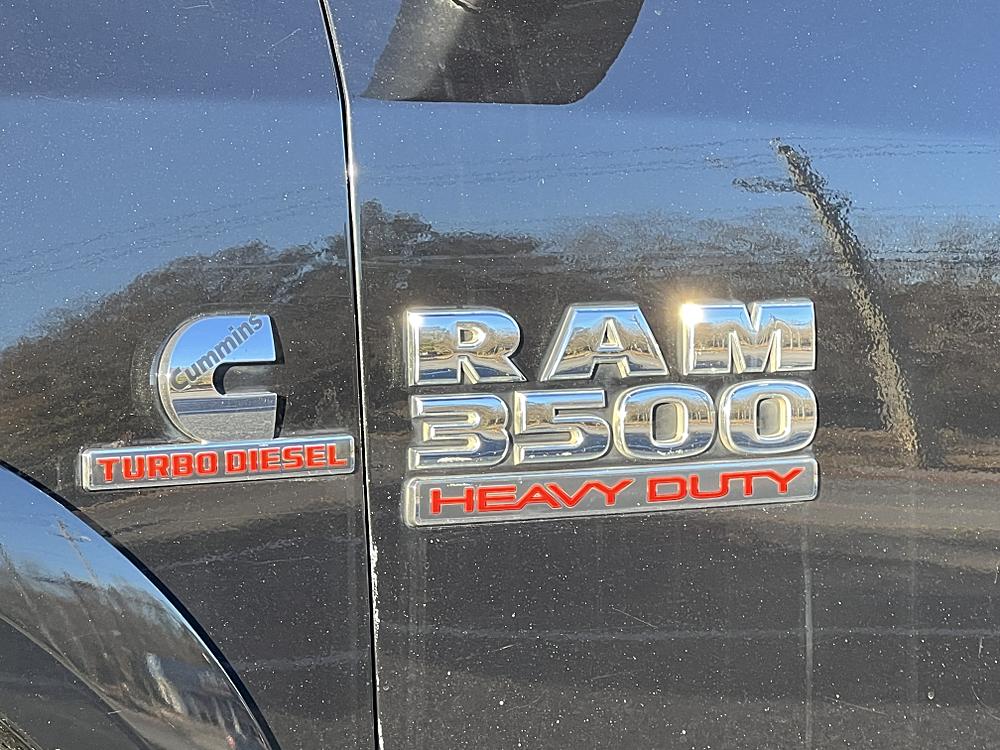 Cummins
TURBO DIESEL
RAM
3500
HEAVY DUTY